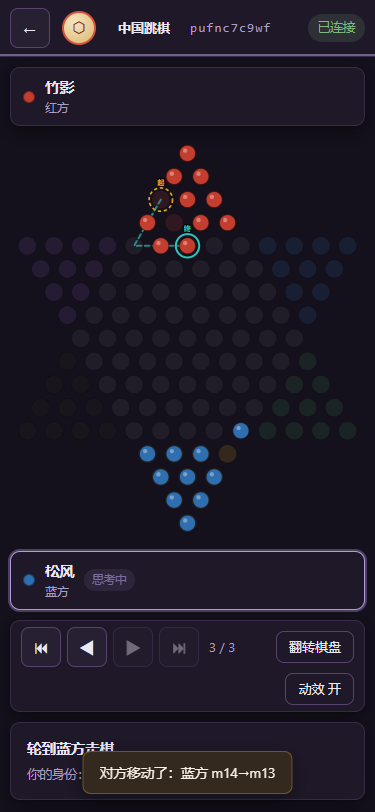 ←
中国跳棋 pufnc7c9wf 已连接
竹影
红方
起
终
松风 思考中
蓝方
3 / 3 翻转棋盘
动效 开
轮到蓝方走棋
你的身份:
对方移动了：蓝方 m14→m13